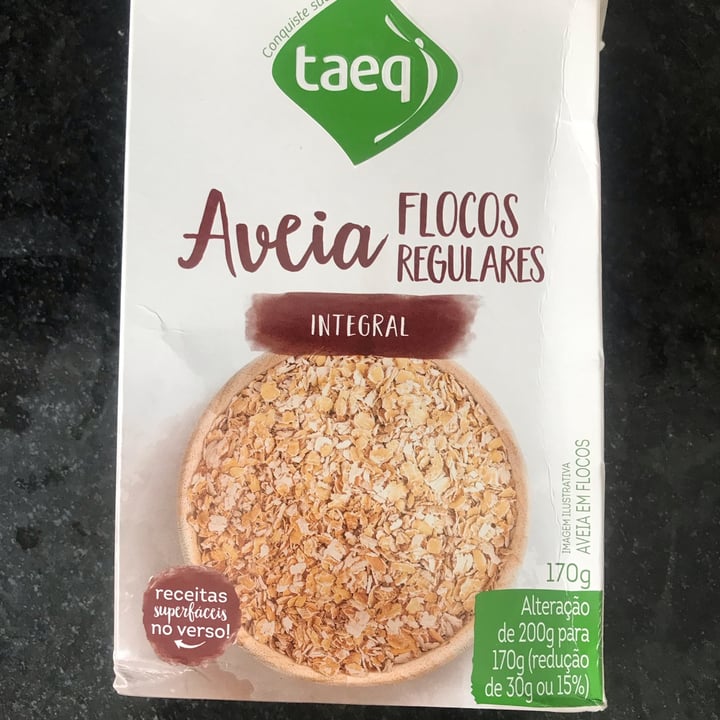 Conquiste sua
taeq
Aveia
FLOCOS
REGULARES
INTEGRAL
IMAGEM ILUSTRATIVA
AVEIA EM FLOCOS
170g
Alteração
de 200g para
170g (redução
de 30g ou 15%)
receitas
superfáceis
no verso!